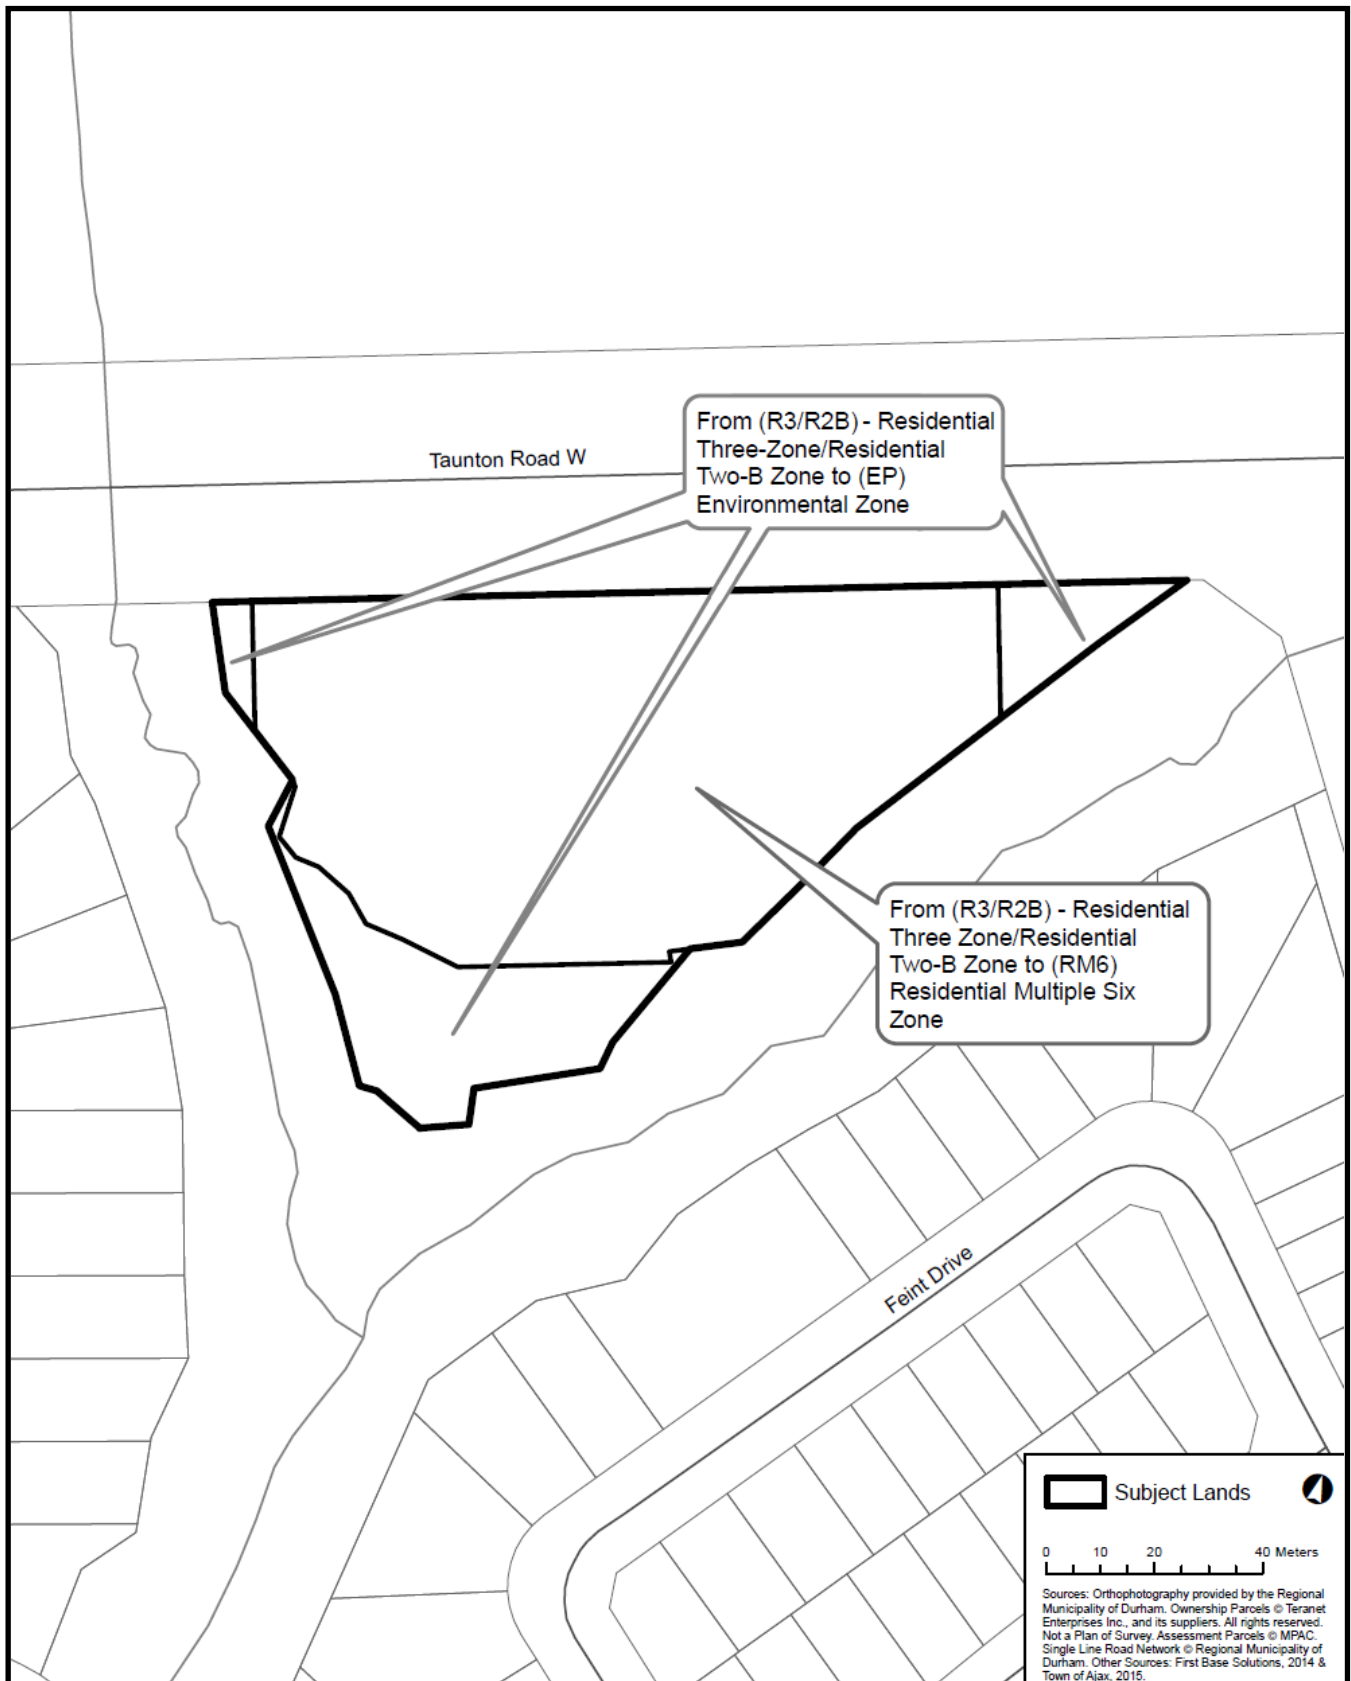 From (R3/R2B) - Residential
Three-Zone/Residential
Two-B Zone to (EP)
Environmental Zone
Taunton Road W
From (R3/R2B) - Residential
Three Zone/Residential
Two-B Zone to (RM6)
Residential Multiple Six
Zone
Feint Drive
Subject Lands
0 10 20 40 Meters
Sources: Orthophotography provided by the Regional
Municipality of Durham. Ownership Parcels © Teranet
Enterprises Inc., and its suppliers. All rights reserved.
Not a Plan of Survey. Assessment Parcels © MPAC.
Single Line Road Network © Regional Municipality of
Durham. Other Sources: First Base Solutions, 2014 &
Town of Ajax, 2015.